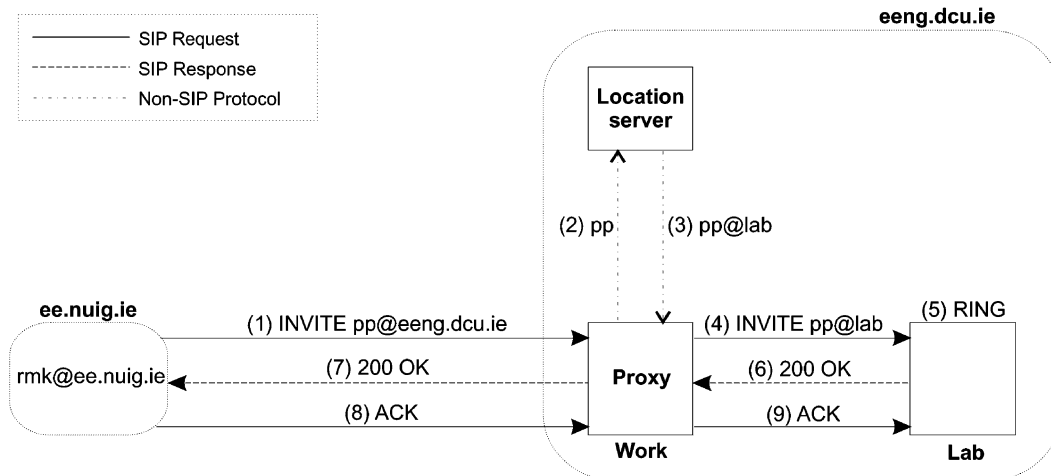 eeng.dcu.ie
SIP Request
SIP Response
Non-SIP Protocol
Location
server
(2) pp
(3) pp@lab
ee.nuig.ie
rmk@ee.nuig.ie
(1) INVITE pp@eeng.dcu.ie
(7) 200 OK
(8) ACK
Proxy
Work
(4) INVITE pp@lab
(6) 200 OK
(9) ACK
(5) RING
Lab